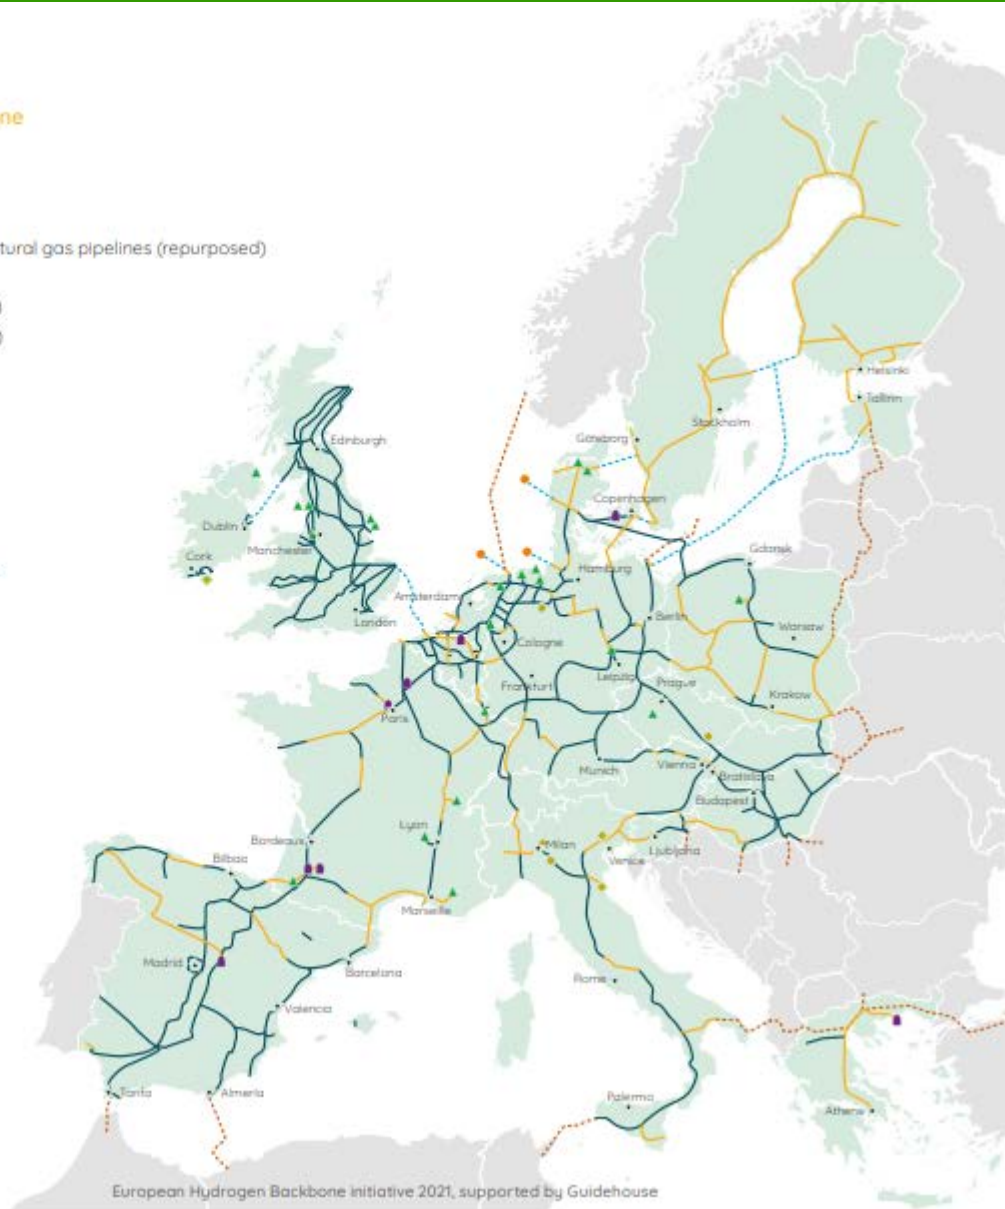 ne
tural gas pipelines (repurposed)
)
)
Helsinki
Tallinn
Stockholm
Göteborg
Edinburgh
Copenhagen
Dublin
Manchester
Cork
Gdansk
Hamburg
Amsterdam
London
Berlin
Warsaw
Cologne
Leipzig
Frankfurt
Prague
Krakow
Paris
Munich
Vienna
Bratislava
Budapest
Lyon
Bordeaux
Milan
Venice
Ljubljana
Bilbao
Marseille
Madrid
Barcelona
Rome
Valencia
Tarifa
Almeria
Palermo
Athens
European Hydrogen Backbone initiative 2021, supported by Guidehouse